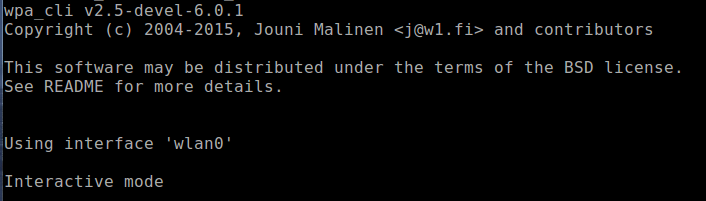 wpa_cli v2.5-devel-6.0.1
Copyright (c) 2004-2015, Jouni Malinen <j@w1.fi> and contributors
This software may be distributed under the terms of the BSD license.
See README for more details.
Using interface 'wlan0'
Interactive mode